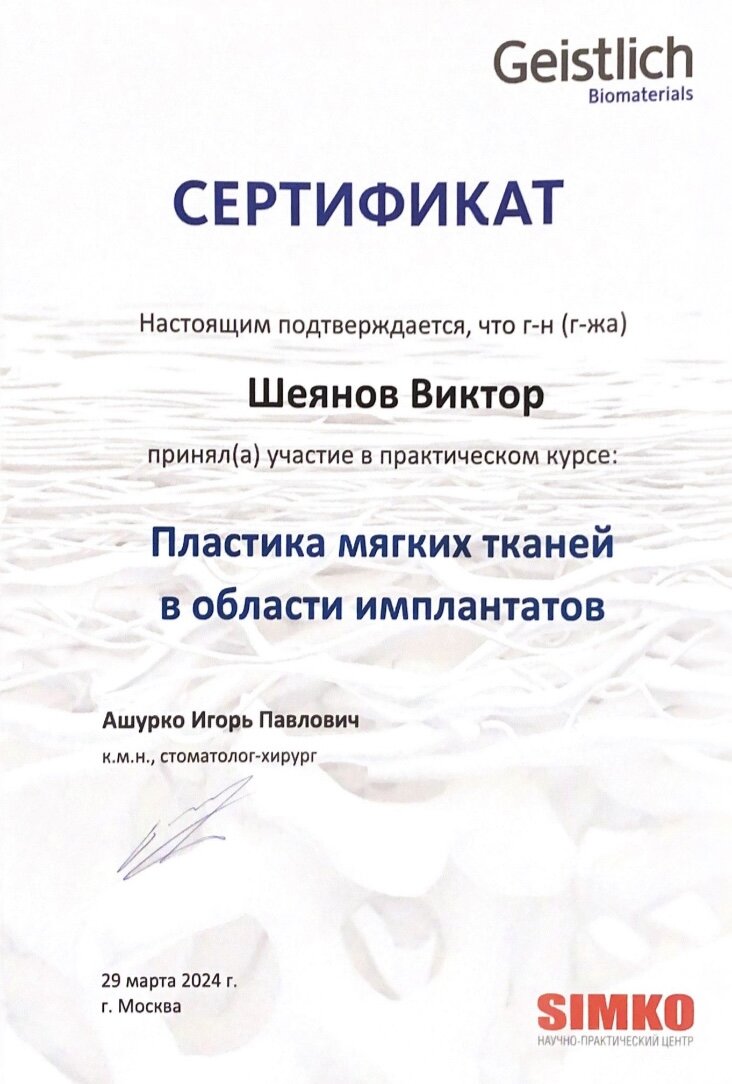 Geistlich
Biomaterials
СЕРТИФИКАТ
Настоящим подтверждается, что г-н (г-жа)
Шеянов Виктор
принял(а) участие в практическом курсе:
Пластика мягких тканей
в области имплантатов
Ашурко Игорь Павлович
к.м.н., стоматолог-хирург
29 марта 2024 г.
г. Москва
SIMKO
НАУЧНО-ПРАКТИЧЕСКИЙ ЦЕНТР